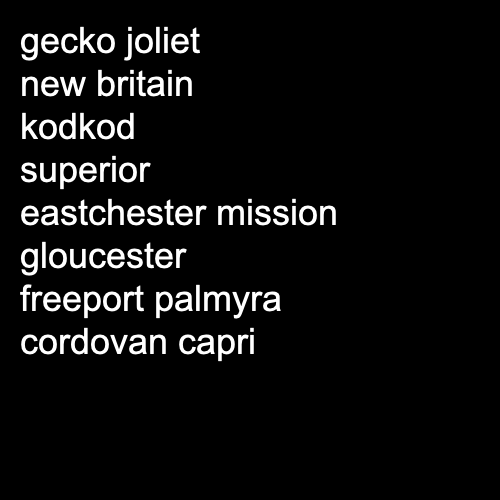 gecko joliet
new britain
kodkod
superior
eastchester mission
gloucester
freeport palmyra
cordovan capri